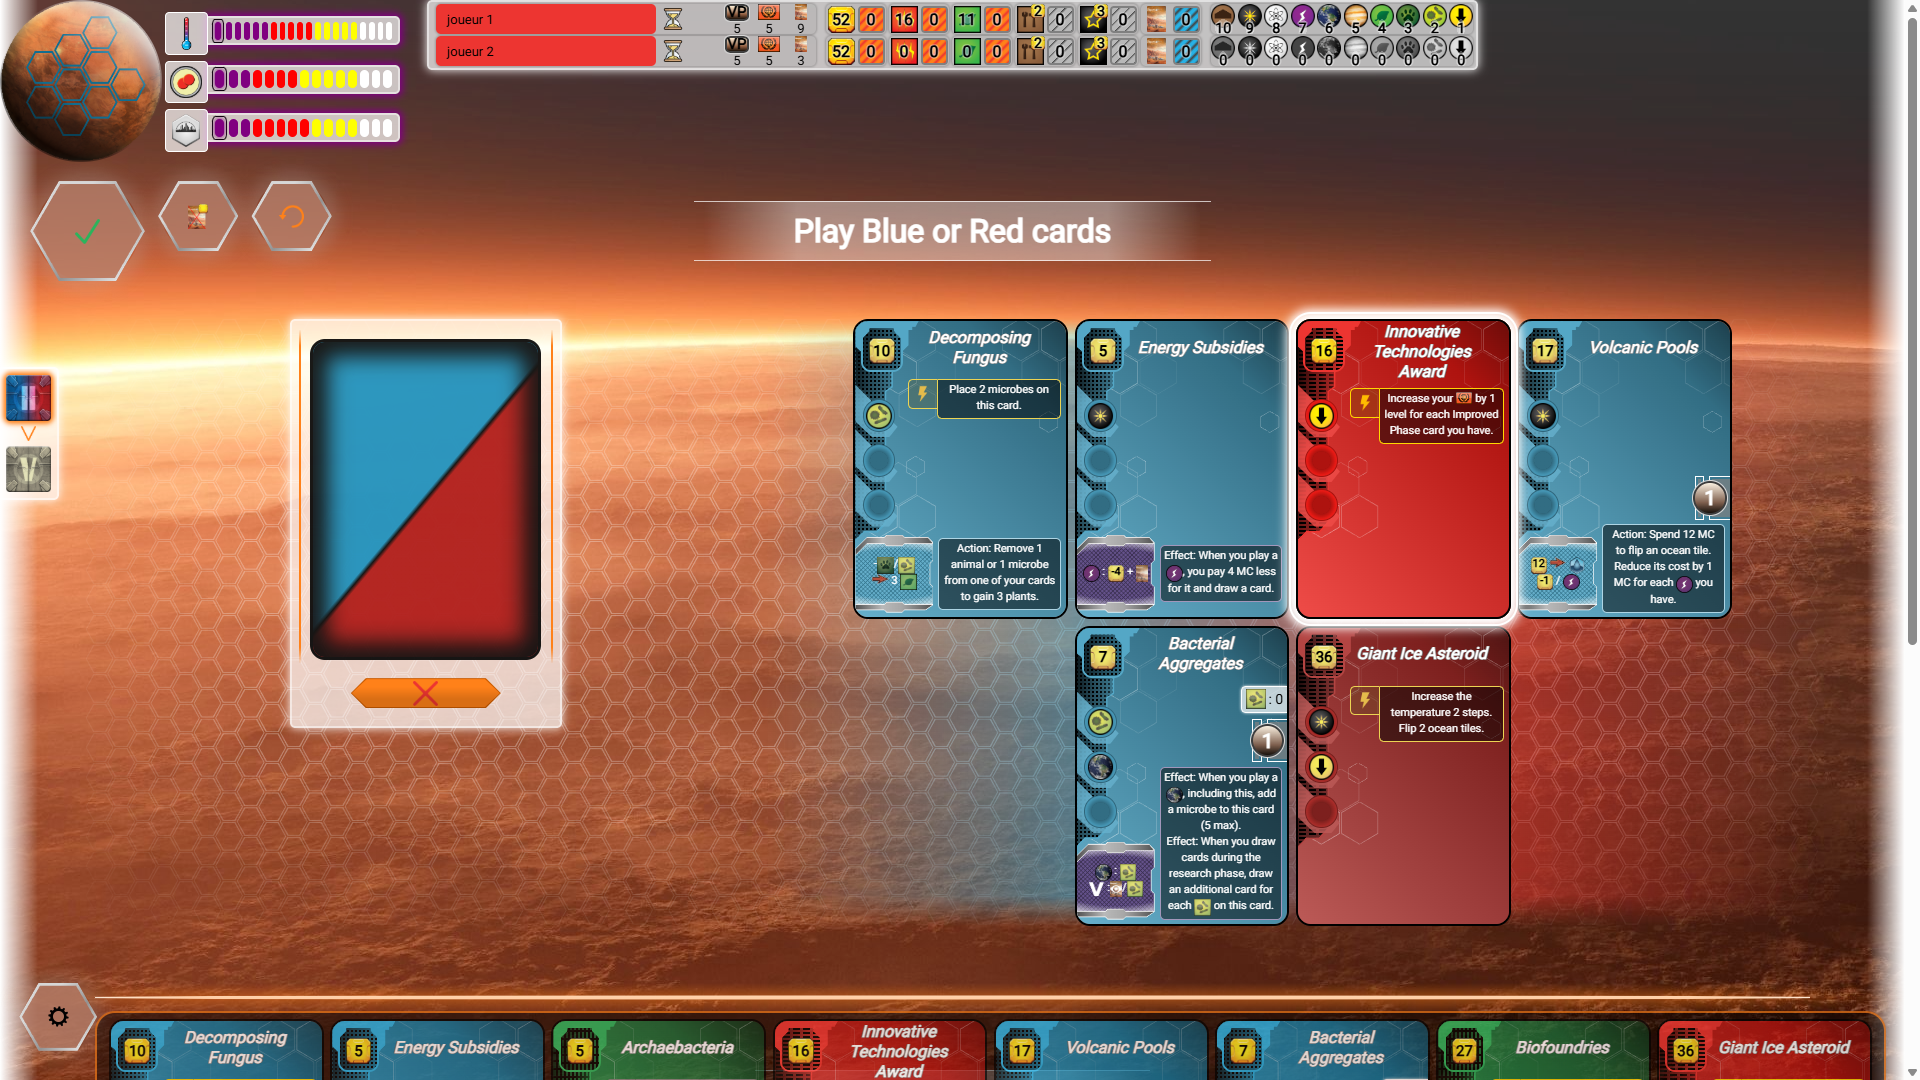 joueur 1
VP 5 5 9 52 0 16 0 11 0 2 0 3 0 0 10 9 8 7 6 5 4 3 2 1
joueur 2
VP 5 5 3 52 0 0 0 0 0 2 0 3 0 0 0 0 0 0 0 0 0 0 0 0
Play Blue or Red cards
10
Decomposing
Fungus
Place 2 microbes on
this card.
3
Action: Remove 1
animal or 1 microbe
from one of your cards
to gain 3 plants.
5
Energy Subsidies
: -4 +
Effect: When you play a
, you pay 4 MC less
for it and draw a card.
16
Innovative
Technologies
Award
Increase your by 1
level for each Improved
Phase card you have.
17
Volcanic Pools
1
12
-1 /
Action: Spend 12 MC
to flip an ocean tile.
Reduce its cost by 1
MC for each you
have.
7
Bacterial
Aggregates
: 0
1
Effect: When you play a
, including this, add
a microbe to this card
(5 max).
Effect: When you draw
cards during the
research phase, draw
an additional card for
each on this card.
36
Giant Ice Asteroid
Increase the
temperature 2 steps.
Flip 2 ocean tiles.
10
Decomposing
Fungus
5
Energy Subsidies
5
Archaebacteria
16
Innovative
Technologies
Award
17
Volcanic Pools
7
Bacterial
Aggregates
27
Biofoundries
36
Giant Ice Asteroid